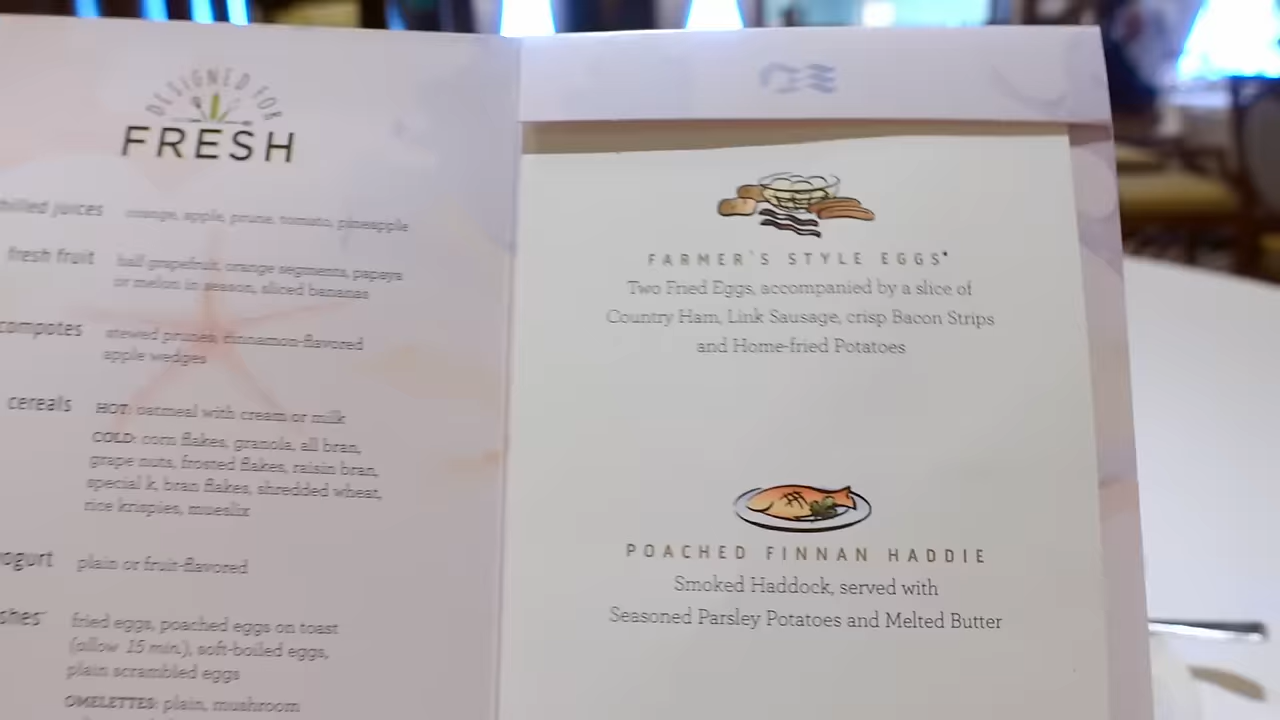 DESIGNED FOR
FRESH
chilled juices orange, apple, prune, tomato, pineapple
fresh fruit half grapefruit, orange segments, papaya
or melon in season, sliced bananas
compotes stewed prunes, cinnamon-flavored
apple wedges
cereals HOT: oatmeal with cream or milk
COLD: corn flakes, granola, all bran,
grape nuts, frosted flakes, raisin bran,
special k, bran flakes, shredded wheat,
rice krispies, mueslix
yogurt plain or fruit-flavored
fried eggs, poached eggs on toast
(allow 15 min.), soft-boiled eggs,
plain scrambled eggs
OMELETTES: plain, mushroom
FARMER'S STYLE EGGS*
Two Fried Eggs, accompanied by a slice of
Country Ham, Link Sausage, crisp Bacon Strips
and Home-fried Potatoes
POACHED FINNAN HADDIE
Smoked Haddock, served with
Seasoned Parsley Potatoes and Melted Butter